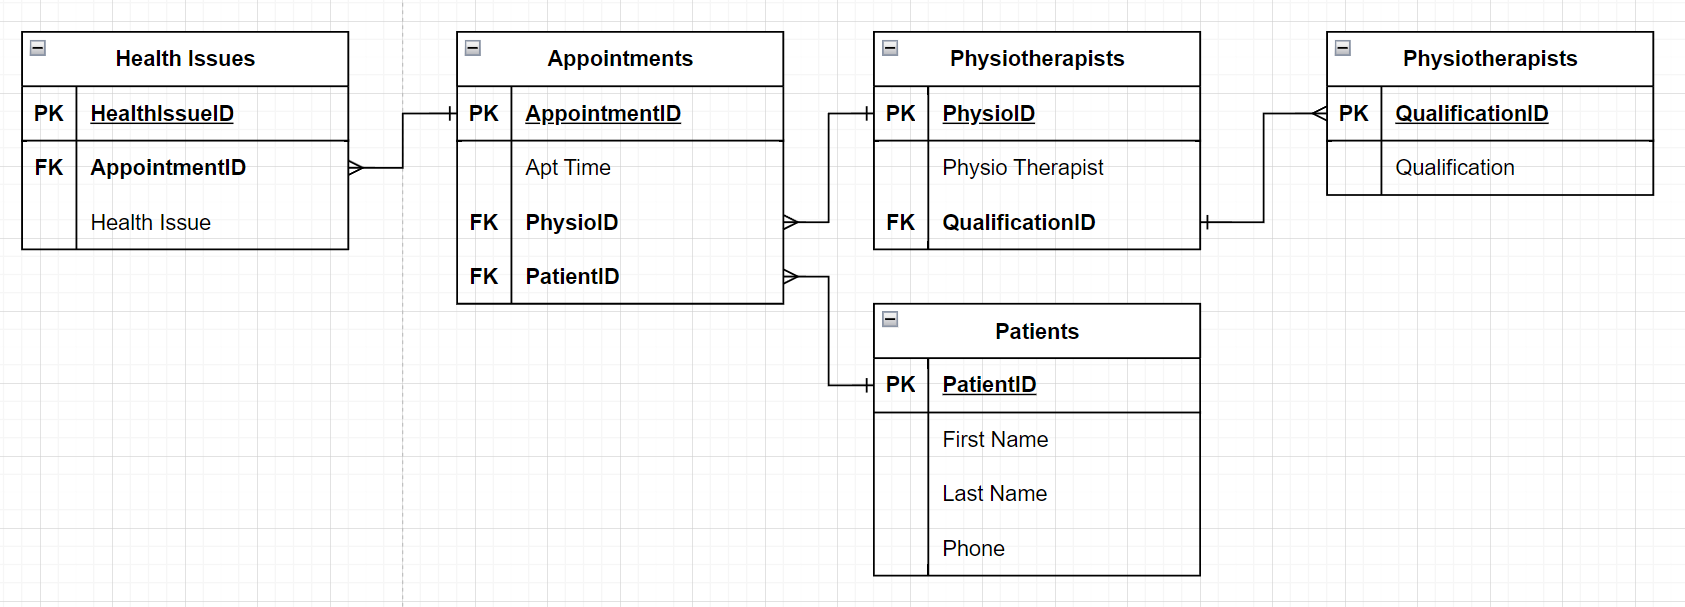 Health Issues
PK HealthIssueID
FK AppointmentID
Health Issue
Appointments
PK AppointmentID
Apt Time
FK PhysioID
FK PatientID
Physiotherapists
PK PhysioID
Physio Therapist
FK QualificationID
Physiotherapists
PK QualificationID
Qualification
Patients
PK PatientID
First Name
Last Name
Phone